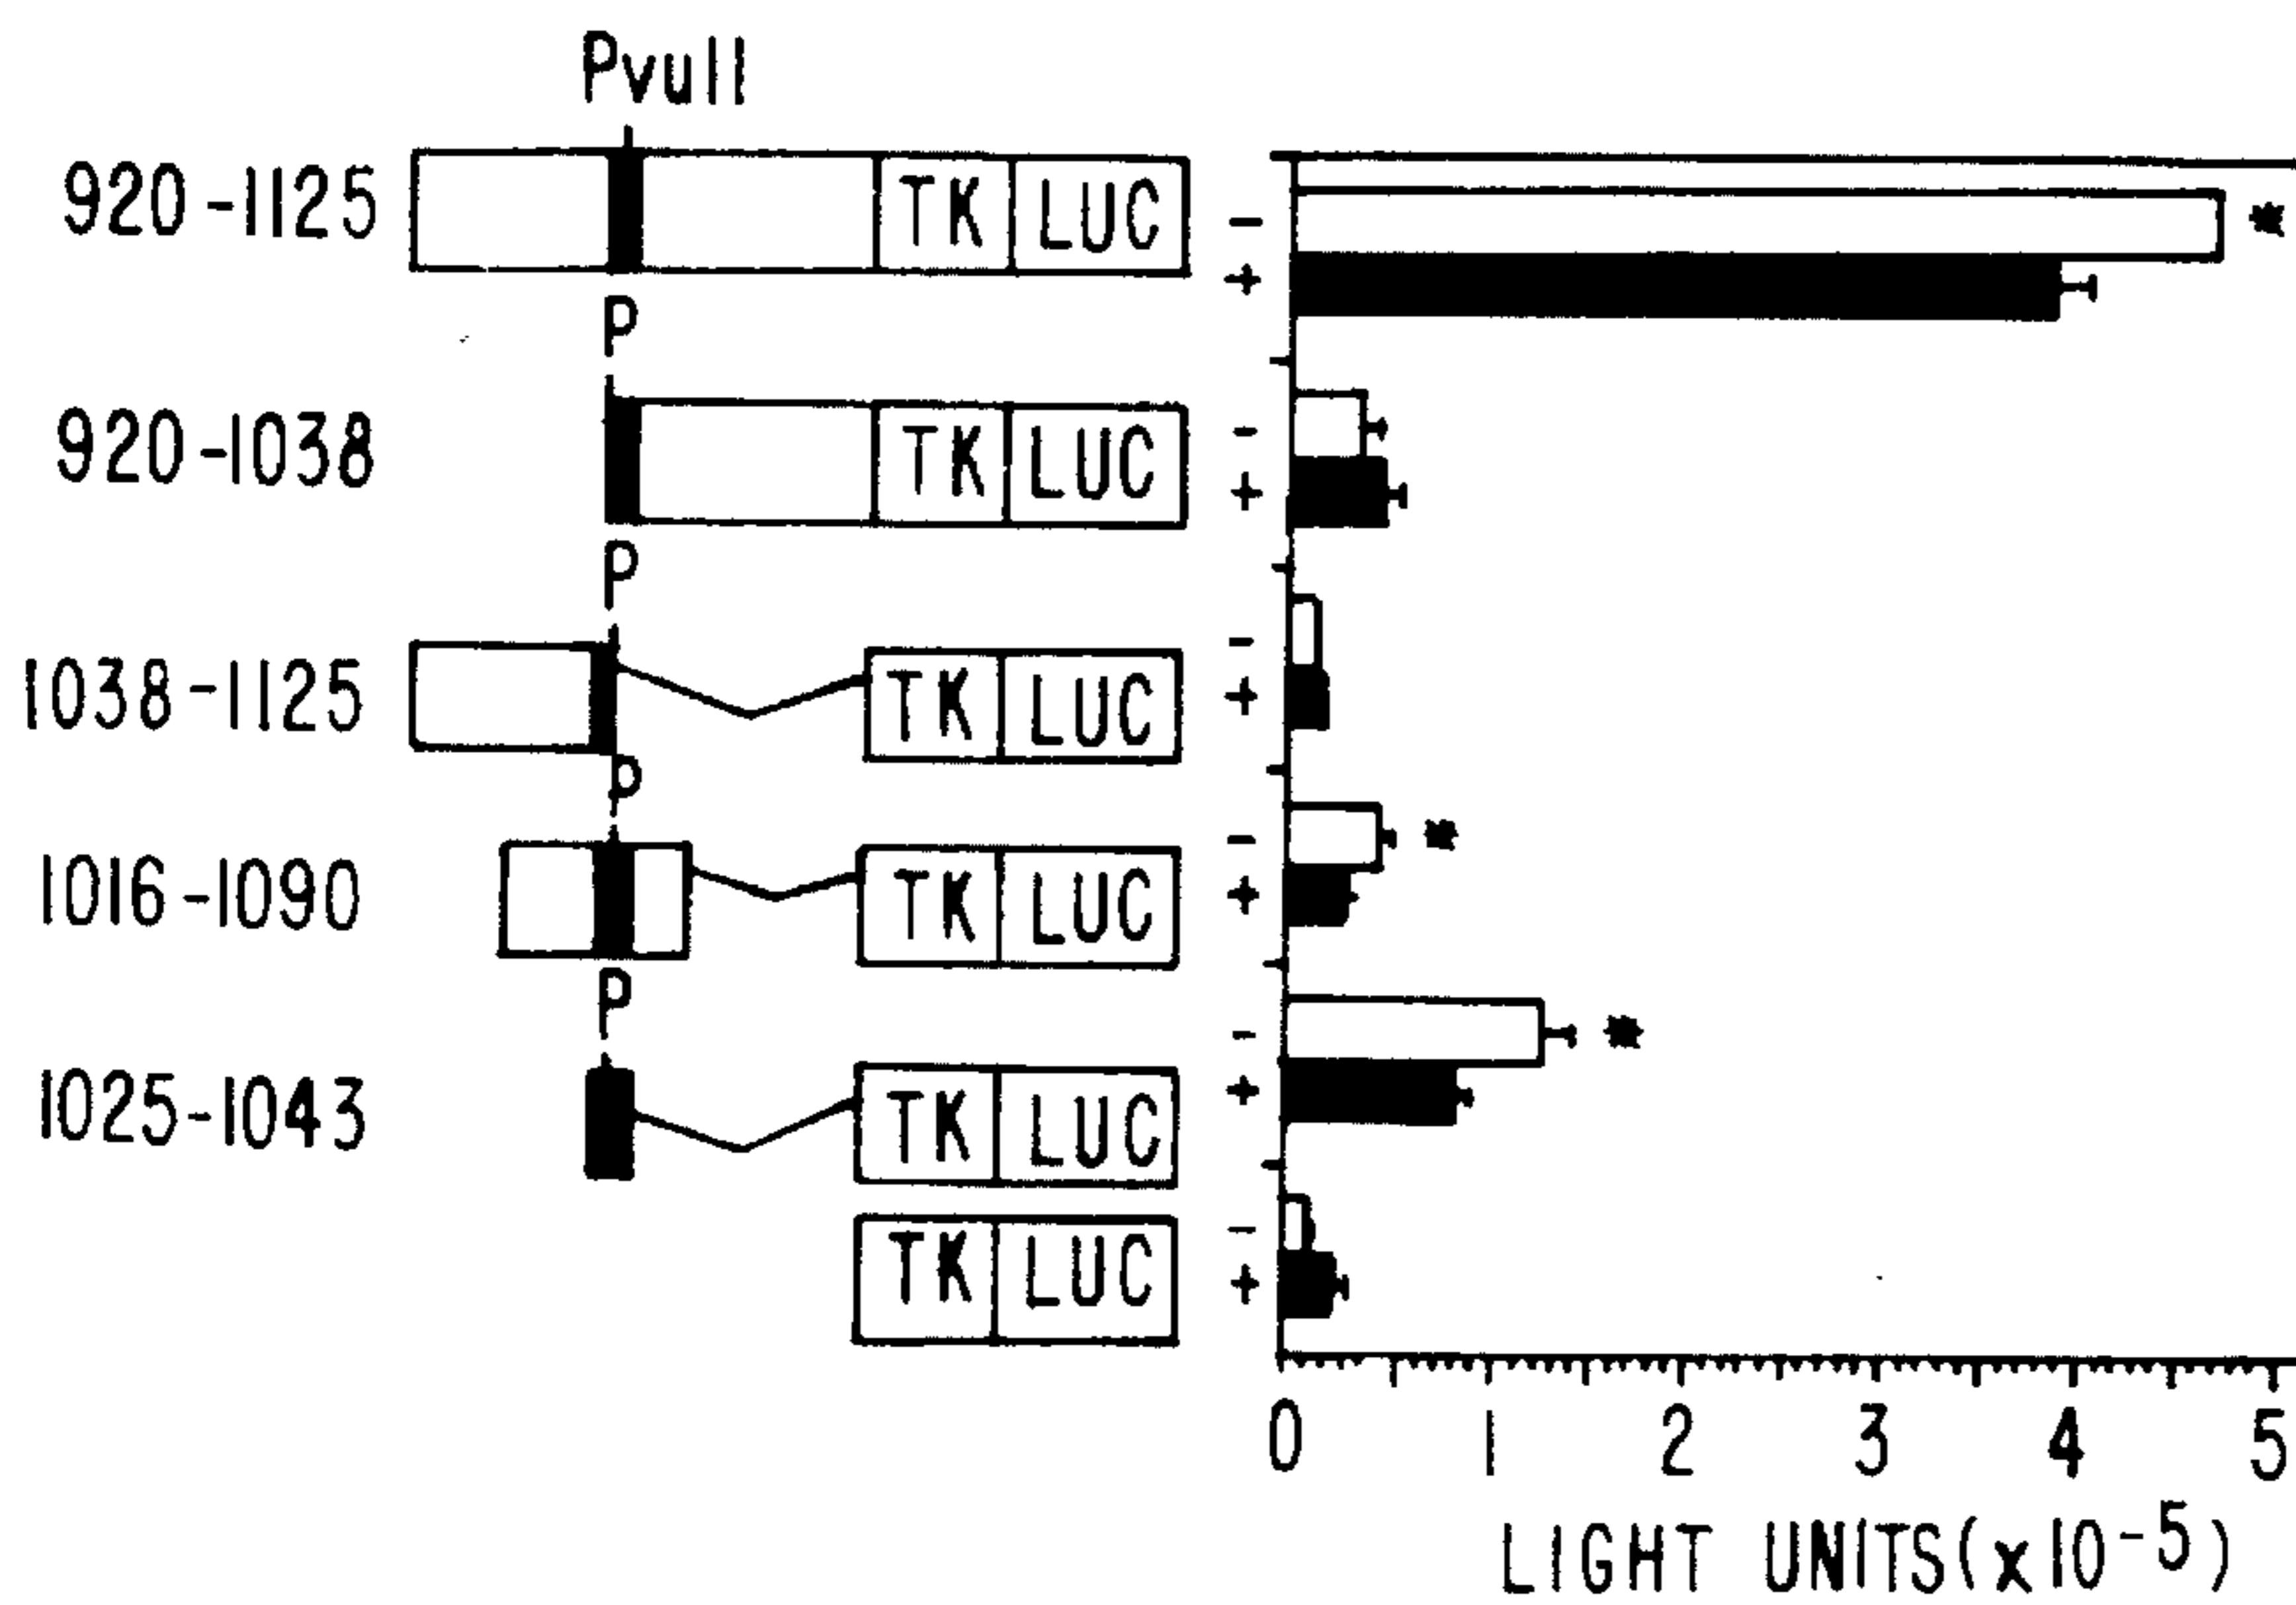 PvuII
920-1125 TK LUC - *
+
P
920-1038 TK LUC -
+
P
1038-1125 TK LUC -
+
P
1016-1090 TK LUC - *
+
P
1025-1043 TK LUC - *
+
TK LUC -
+
0 1 2 3 4 5
LIGHT UNITS(x10-5)